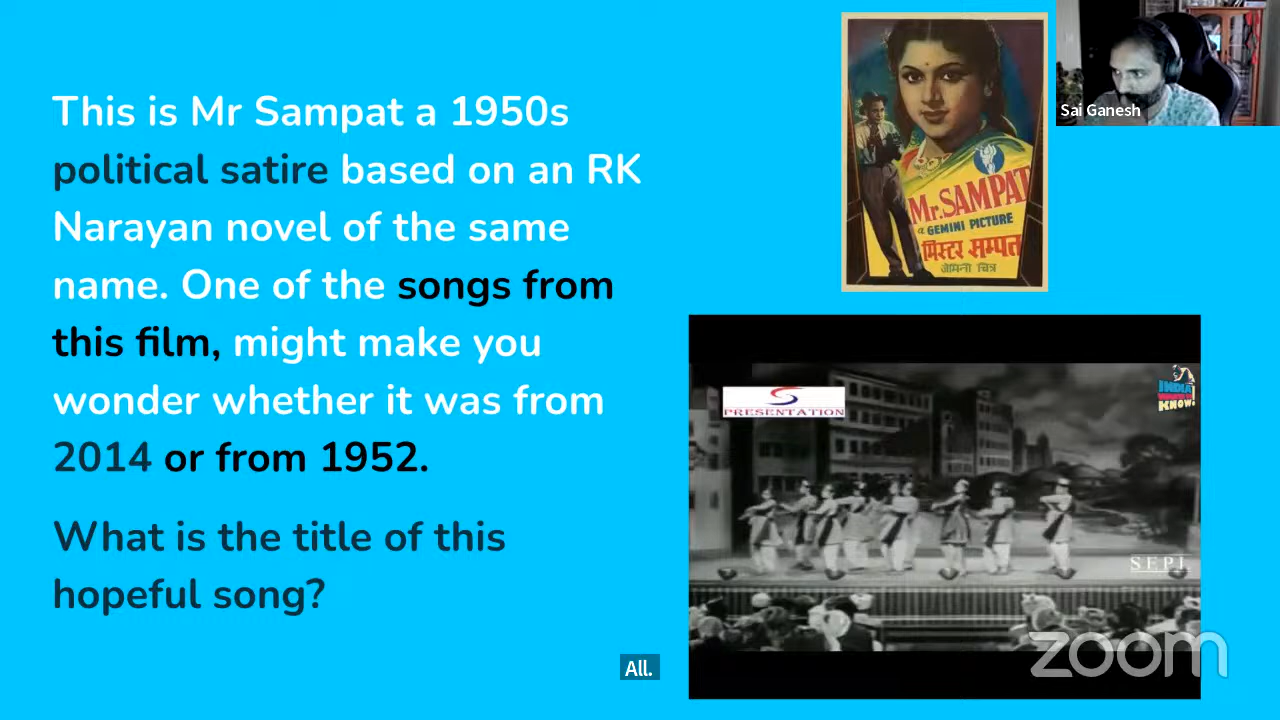 This is Mr Sampat a 1950s
political satire based on an RK
Narayan novel of the same
name. One of the songs from
this film, might make you
wonder whether it was from
2014 or from 1952.
What is the title of this
hopeful song?
Mr. SAMPAT
a GEMINI PICTURE
मिस्टर सम्पत
जैमिनी चित्र
Sai Ganesh
PRESENTATION
INDIA
KNOW!
SEPL
All.
zoom